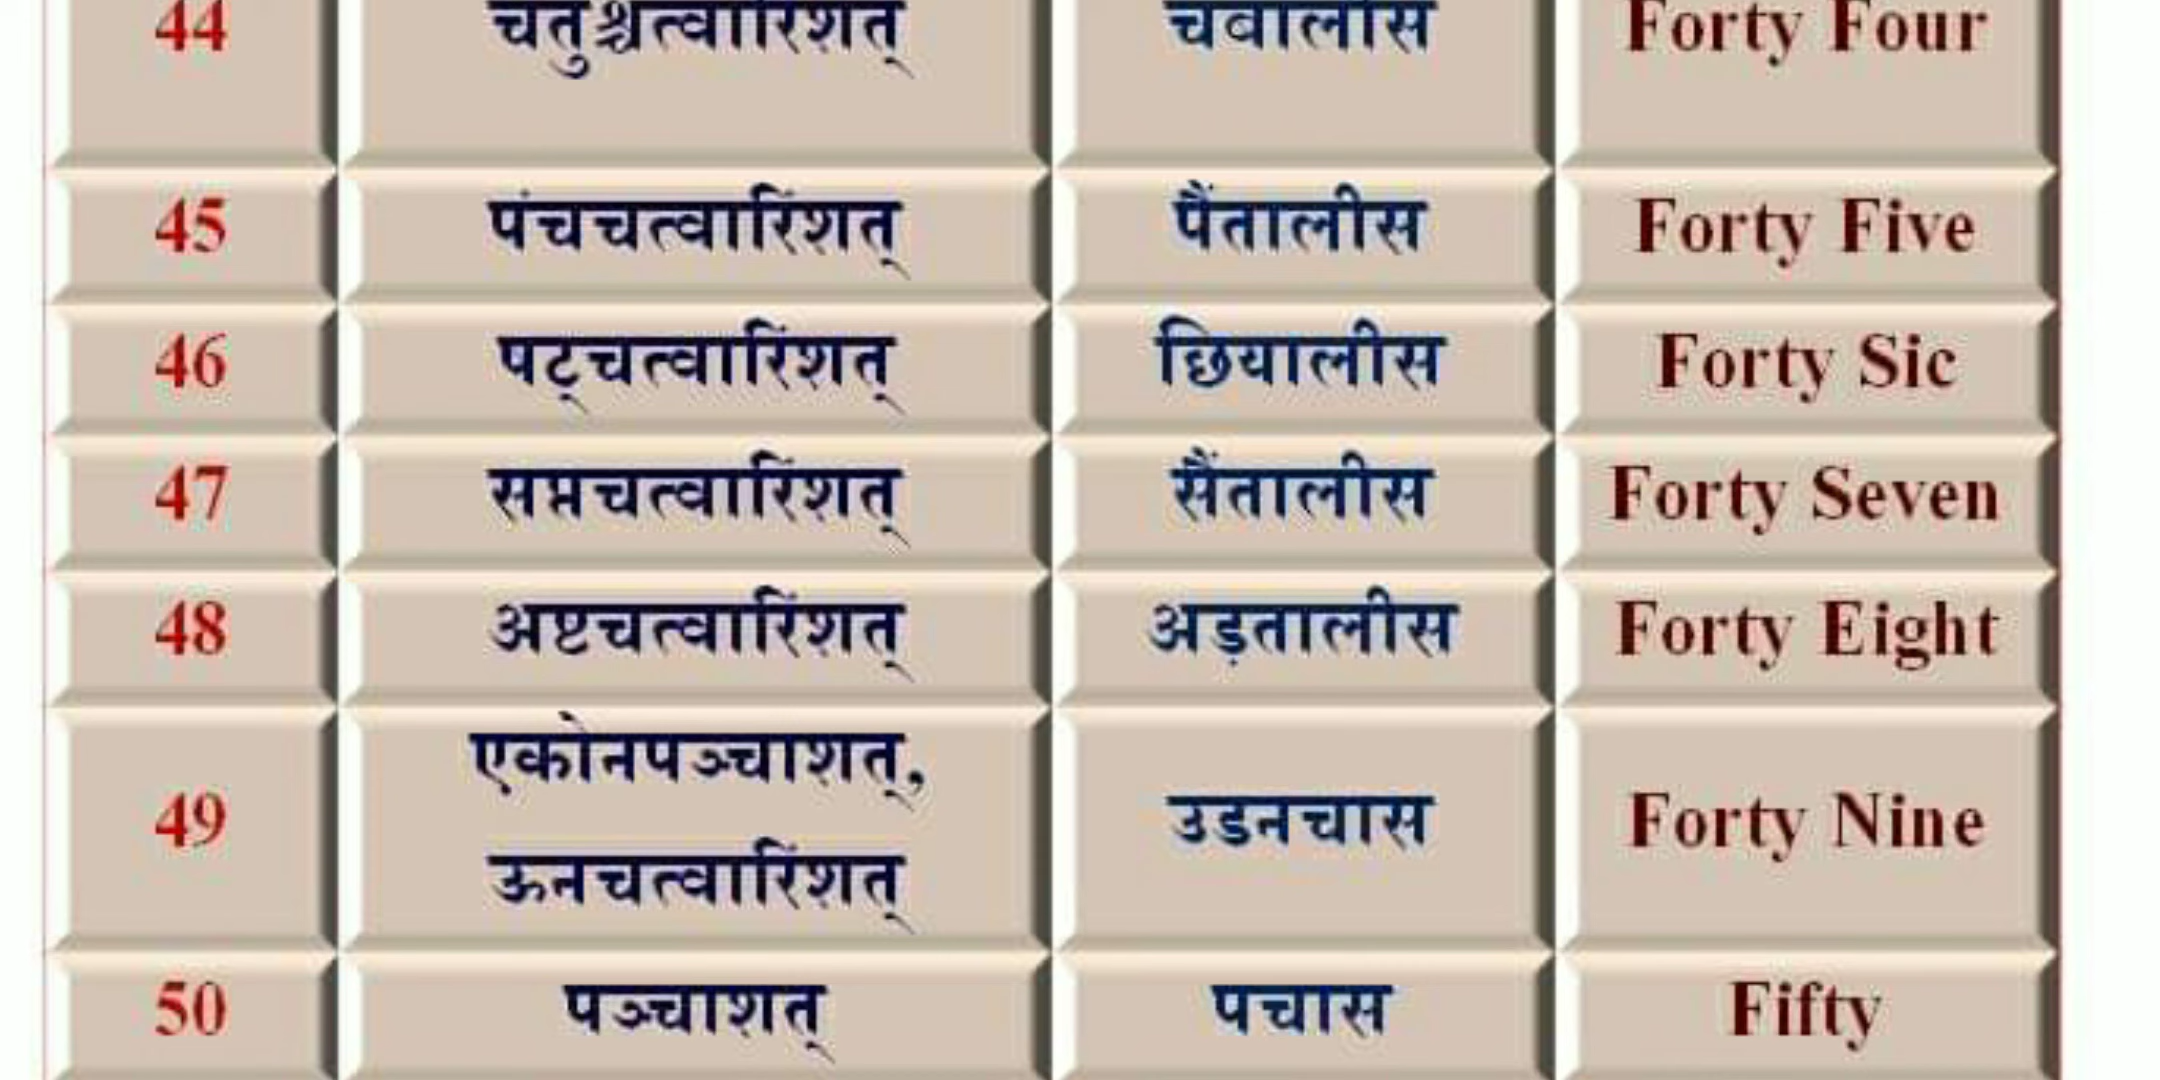 44 चतुश्चत्वारिंशत् चवालीस Forty Four
45 पंचचत्वारिंशत् पैंतालीस Forty Five
46 पट्चत्वारिंशत् छियालीस Forty Sic
47 सप्तचत्वारिंशत् सैंतालीस Forty Seven
48 अष्टचत्वारिंशत् अड़तालीस Forty Eight
एकोनपञ्चाशत्,
49 उडनचास Forty Nine
ऊनचत्वारिंशत्
50 पञ्चाशत् पचास Fifty